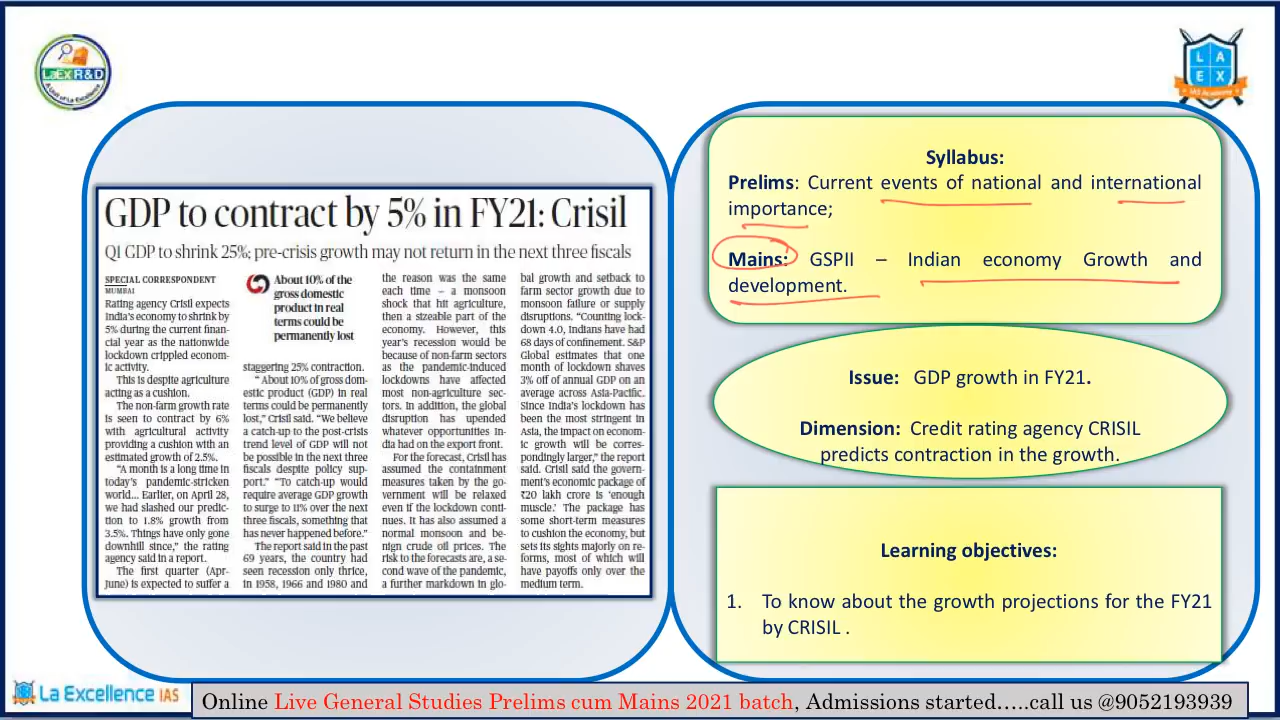 LaEx R&D
A Unit of La Excellence
L A
E X
IAS Academy
GDP to contract by 5% in FY21: Crisil
Q1 GDP to shrink 25%; pre-crisis growth may not return in the next three fiscals
SPECIAL CORRESPONDENT
MUMBAI
Rating agency Crisil expects
India's economy to shrink by
5% during the current finan-
cial year as the nationwide
lockdown crippled econom-
ic activity.
This is despite agriculture
acting as a cushion.
The non-farm growth rate
is seen to contract by 6%
with agricultural activity
providing a cushion with an
estimated growth of 2.5%.
"A month is a long time in
today's pandemic-stricken
world... Earlier, on April 28,
we had slashed our predic-
tion to 1.8% growth from
3.5%. Things have only gone
downhill since," the rating
agency said in a report.
The first quarter (Apr-
June) is expected to suffer a
About 10% of the
gross domestic
product in real
terms could be
permanently lost
staggering 25% contraction.
"About 10% of gross dom-
estic product (GDP) in real
terms could be permanently
lost," Crisil said. "We believe
a catch-up to the post-crisis
trend level of GDP will not
be possible in the next three
fiscals despite policy sup-
port." "To catch-up would
require average GDP growth
to surge to 11% over the next
three fiscals, something that
has never happened before."
The report said in the past
69 years, the country had
seen recession only thrice,
in 1958, 1966 and 1980 and
the reason was the same
each time – a monsoon
shock that hit agriculture,
then a sizeable part of the
economy. However, this
year's recession would be
because of non-farm sectors
as the pandemic-induced
lockdowns have affected
most non-agriculture sec-
tors. In addition, the global
disruption has upended
whatever opportunities In-
dia had on the export front.
For the forecast, Crisil has
assumed the containment
measures taken by the go-
vernment will be relaxed
even if the lockdown conti-
nues. It has also assumed a
normal monsoon and be-
nign crude oil prices. The
risk to the forecasts are, a se-
cond wave of the pandemic,
a further markdown in glo-
bal growth and setback to
farm sector growth due to
monsoon failure or supply
disruptions. "Counting lock-
down 4.0, Indians have had
68 days of confinement. S&P
Global estimates that one
month of lockdown shaves
3% off of annual GDP on an
average across Asia-Pacific.
Since India's lockdown has
been the most stringent in
Asia, the impact on econom-
ic growth will be corres-
pondingly larger," the report
said. Crisil said the govern-
ment's economic package of
₹20 lakh crore is 'enough
muscle.' The package has
some short-term measures
to cushion the economy, but
sets its sights majorly on re-
forms, most of which will
have payoffs only over the
medium term.
Syllabus:
Prelims: Current events of national and international
importance;
Mains: GSPII – Indian economy Growth and
development.
Issue: GDP growth in FY21.
Dimension: Credit rating agency CRISIL
predicts contraction in the growth.
Learning objectives:
1. To know about the growth projections for the FY21
by CRISIL .
La Excellence IAS
Online Live General Studies Prelims cum Mains 2021 batch, Admissions started.....call us @9052193939